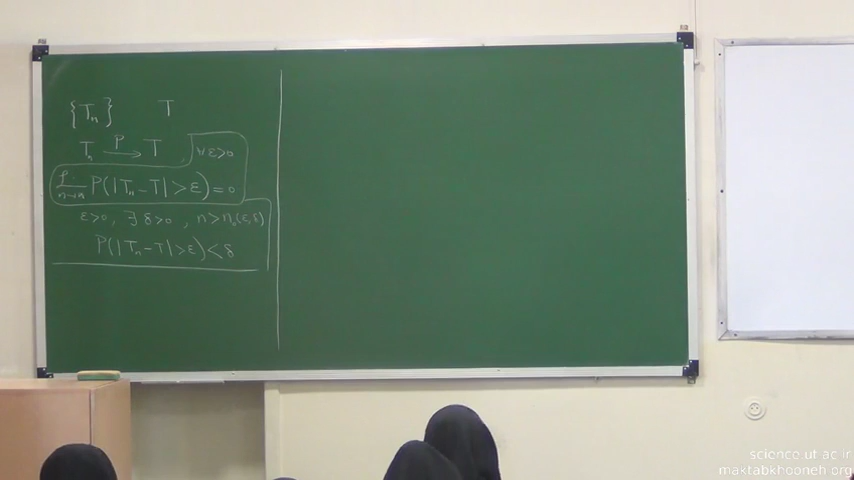 {Tₙ} T
Tₙ —P→ T ∀ε>0
lim n→∞ P(|Tₙ-T|>ε)=0
ε>0, ∃δ>0, n>n₀(ε,δ)
P(|Tₙ-T|>ε)<δ
science.ut.ac.ir
maktabkhooneh.org